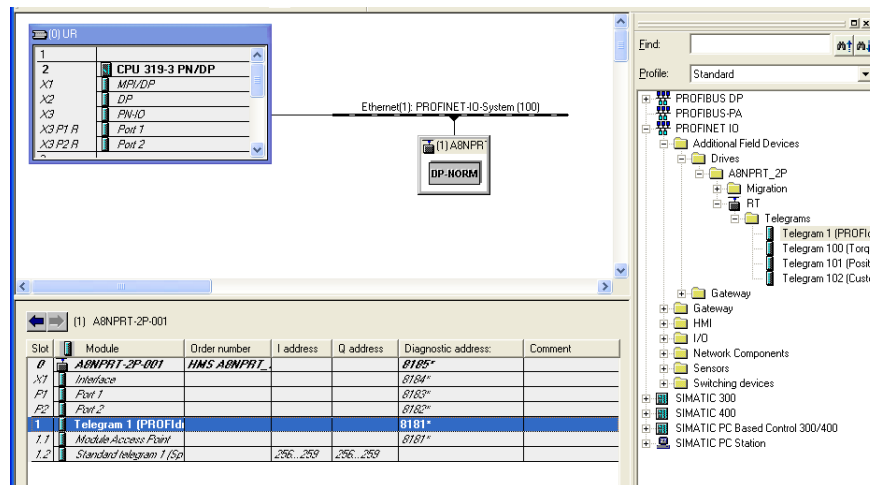 (0) UR
1
2 CPU 319-3 PN/DP
X1 MPI/DP
X2 DP
X3 PN-IO
X3 P1 R Port 1
X3 P2 R Port 2
Ethernet(1): PROFINET-IO-System (100)
(1) A8NPRT
DP-NORM
Find:
Profile: Standard
PROFIBUS DP
PROFIBUS-PA
PROFINET IO
Additional Field Devices
Drives
A8NPRT_2P
Migration
RT
Telegrams
Telegram 1 (PROFId
Telegram 100 (Torq
Telegram 101 (Posit
Telegram 102 (Cust
Gateway
Gateway
HMI
I/O
Network Components
Sensors
Switching devices
SIMATIC 300
SIMATIC 400
SIMATIC PC Based Control 300/400
SIMATIC PC Station
(1) A8NPRT-2P-001
Slot Module Order number I address Q address Diagnostic address: Comment
0 A8NPRT-2P-001 HMS A8NPRT_ 8185*
X1 Interface 8184*
P1 Port 1 8183*
P2 Port 2 8182*
1 Telegram 1 (PROFIdr 8181*
1.1 Module Access Point 8181*
1.2 Standard telegram 1 (Sp 256...259 256...259